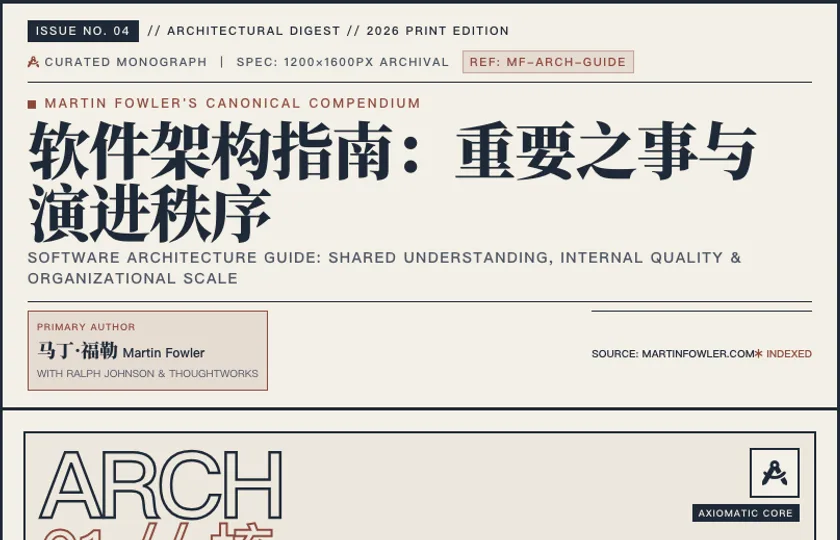 ISSUE NO. 04 // ARCHITECTURAL DIGEST // 2026 PRINT EDITION
CURATED MONOGRAPH | SPEC: 1200×1600PX ARCHIVAL REF: MF-ARCH-GUIDE
MARTIN FOWLER'S CANONICAL COMPENDIUM
软件架构指南：重要之事与
演进秩序
SOFTWARE ARCHITECTURE GUIDE: SHARED UNDERSTANDING, INTERNAL QUALITY &
ORGANIZATIONAL SCALE
PRIMARY AUTHOR
马丁·福勒 Martin Fowler
WITH RALPH JOHNSON & THOUGHTWORKS
SOURCE: MARTINFOWLER.COM* INDEXED
ARCH
AXIOMATIC CORE
01 //